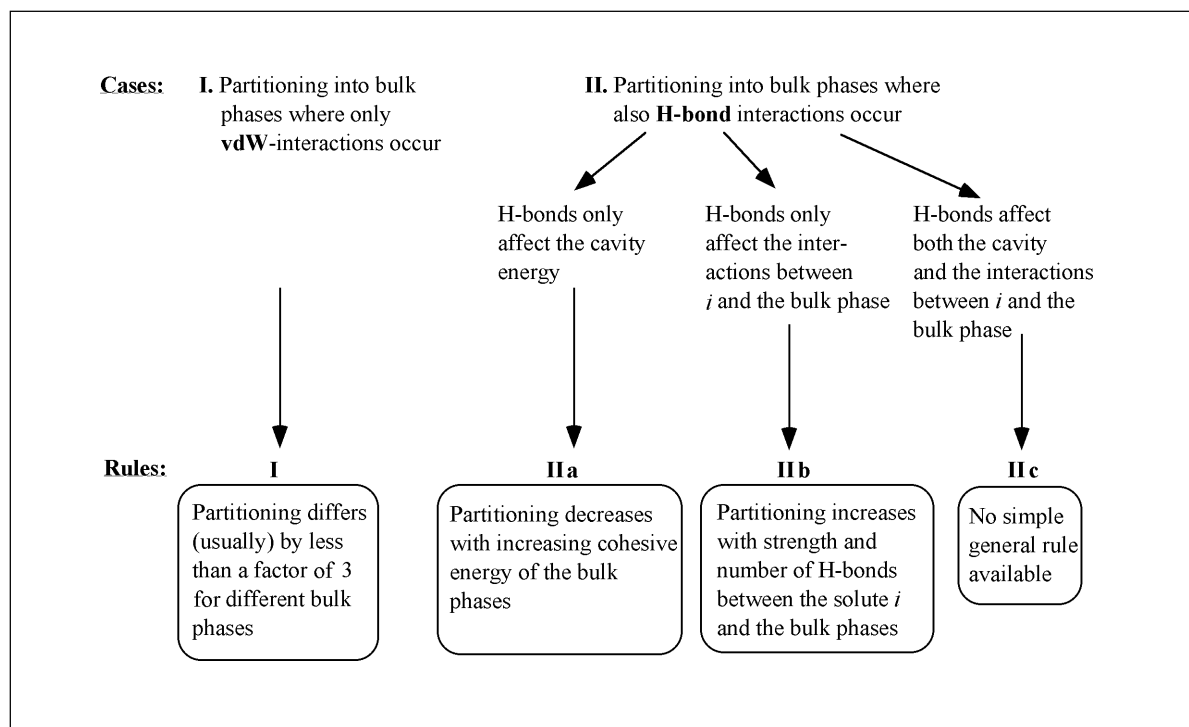 Cases:
I. Partitioning into bulk
phases where only
vdW-interactions occur
II. Partitioning into bulk phases where
also H-bond interactions occur
H-bonds only
affect the cavity
energy
H-bonds only
affect the inter-
actions between
i and the bulk phase
H-bonds affect
both the cavity
and the interactions
between i and the
bulk phase
Rules:
I
Partitioning differs
(usually) by less
than a factor of 3
for different bulk
phases
II a
Partitioning decreases
with increasing cohesive
energy of the bulk
phases
II b
Partitioning increases
with strength and
number of H-bonds
between the solute i
and the bulk phases
II c
No simple
general rule
available